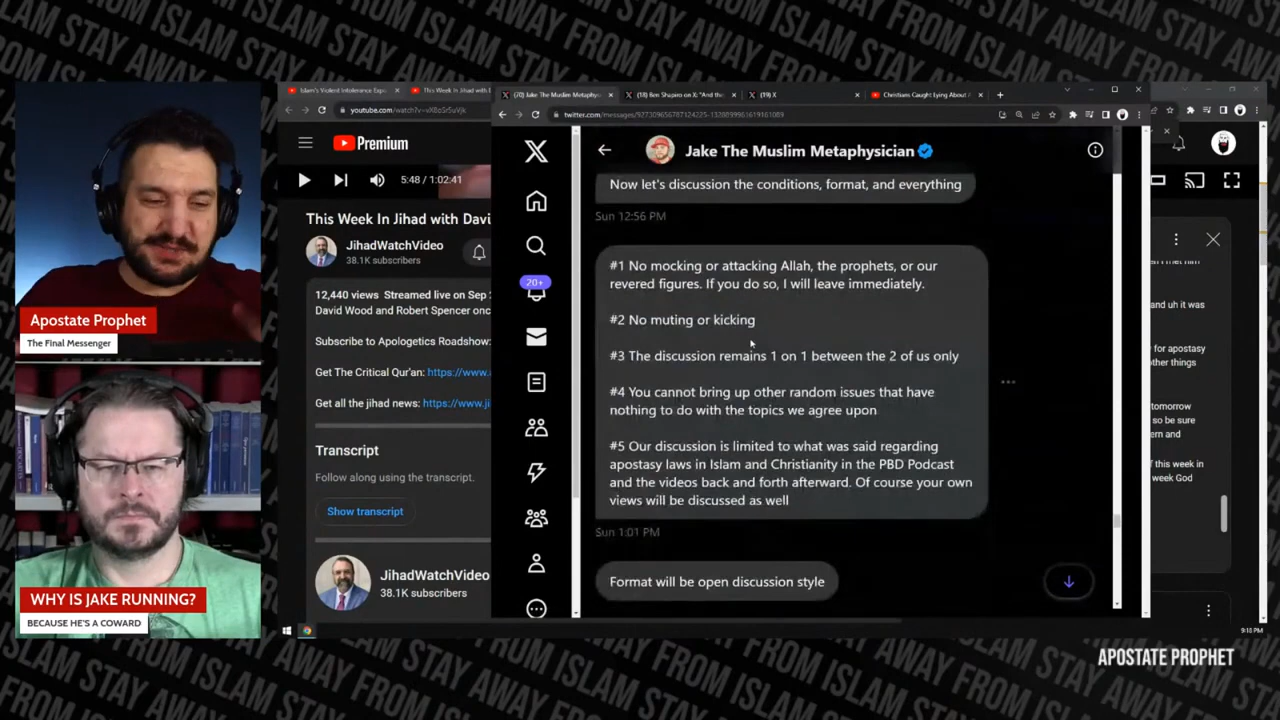 STAY AWAY FROM ISLAM
Apostate Prophet
The Final Messenger
WHY IS JAKE RUNNING?
BECAUSE HE'S A COWARD
Islam's Violent Intolerance
This Week In Jihad with
youtube.com/watch?v=
Premium
5:48 / 1:02:41
This Week In Jihad with Davi
JihadWatchVideo
38.1K subscribers
12,440 views Streamed live on Sep
David Wood and Robert Spencer onc
Subscribe to Apologetics Roadshow:
Get The Critical Qur'an: https://www.
Get all the jihad news: https://www.ji
Transcript
Follow along using the transcript.
Show transcript
JihadWatchVideo
38.1K subscribers
(70) Jake The Muslim Metaphysic
(18) Ben Shapiro on X: "And the
(19) X
Christians Caught Lying About
twitter.com/messages/
20+
Jake The Muslim Metaphysician
Now let's discussion the conditions, format, and everything
Sun 12:56 PM
#1 No mocking or attacking Allah, the prophets, or our
revered figures. If you do so, I will leave immediately.
#2 No muting or kicking
#3 The discussion remains 1 on 1 between the 2 of us only
#4 You cannot bring up other random issues that have
nothing to do with the topics we agree upon
#5 Our discussion is limited to what was said regarding
apostasy laws in Islam and Christianity in the PBD Podcast
and the videos back and forth afterward. Of course your own
views will be discussed as well
Sun 1:01 PM
Format will be open discussion style
and uh it was
for apostasy
other things
tomorrow
so be sure
ern and
f this week in
week God
9:18 PM
APOSTATE PROPHET